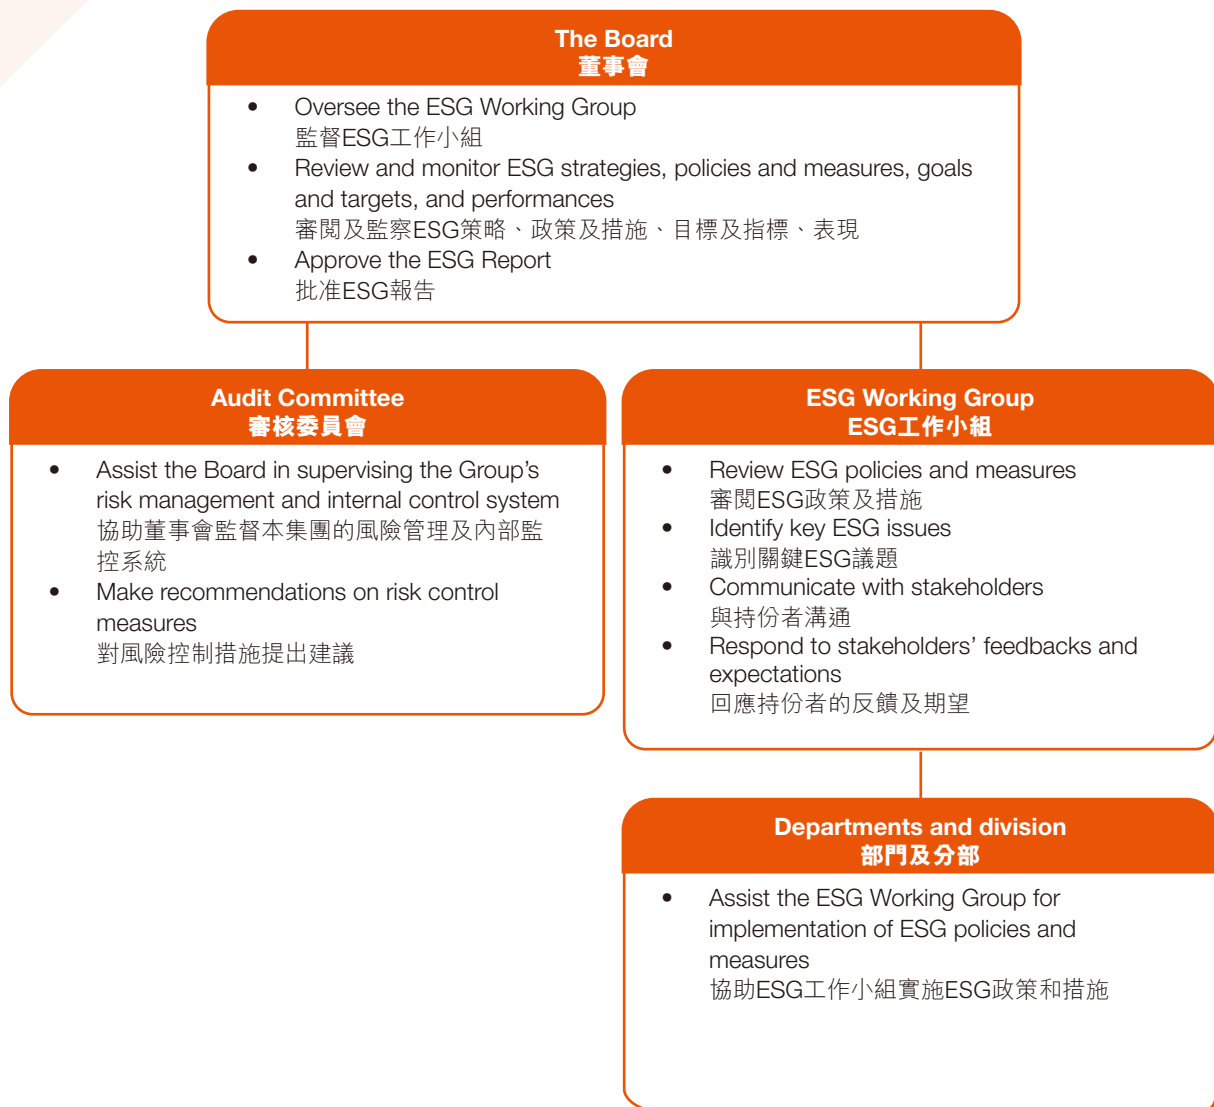 The Board
董事會
• Oversee the ESG Working Group
監督ESG工作小組
• Review and monitor ESG strategies, policies and measures, goals
and targets, and performances
審閱及監察ESG策略、政策及措施、目標及指標、表現
• Approve the ESG Report
批准ESG報告
Audit Committee
審核委員會
• Assist the Board in supervising the Group’s
risk management and internal control system
協助董事會監督本集團的風險管理及內部監
控系統
• Make recommendations on risk control
measures
對風險控制措施提出建議
ESG Working Group
ESG工作小組
• Review ESG policies and measures
審閱ESG政策及措施
• Identify key ESG issues
識別關鍵ESG議題
• Communicate with stakeholders
與持份者溝通
• Respond to stakeholders’ feedbacks and
expectations
回應持份者的反饋及期望
Departments and division
部門及分部
• Assist the ESG Working Group for
implementation of ESG policies and
measures
協助ESG工作小組實施ESG政策和措施